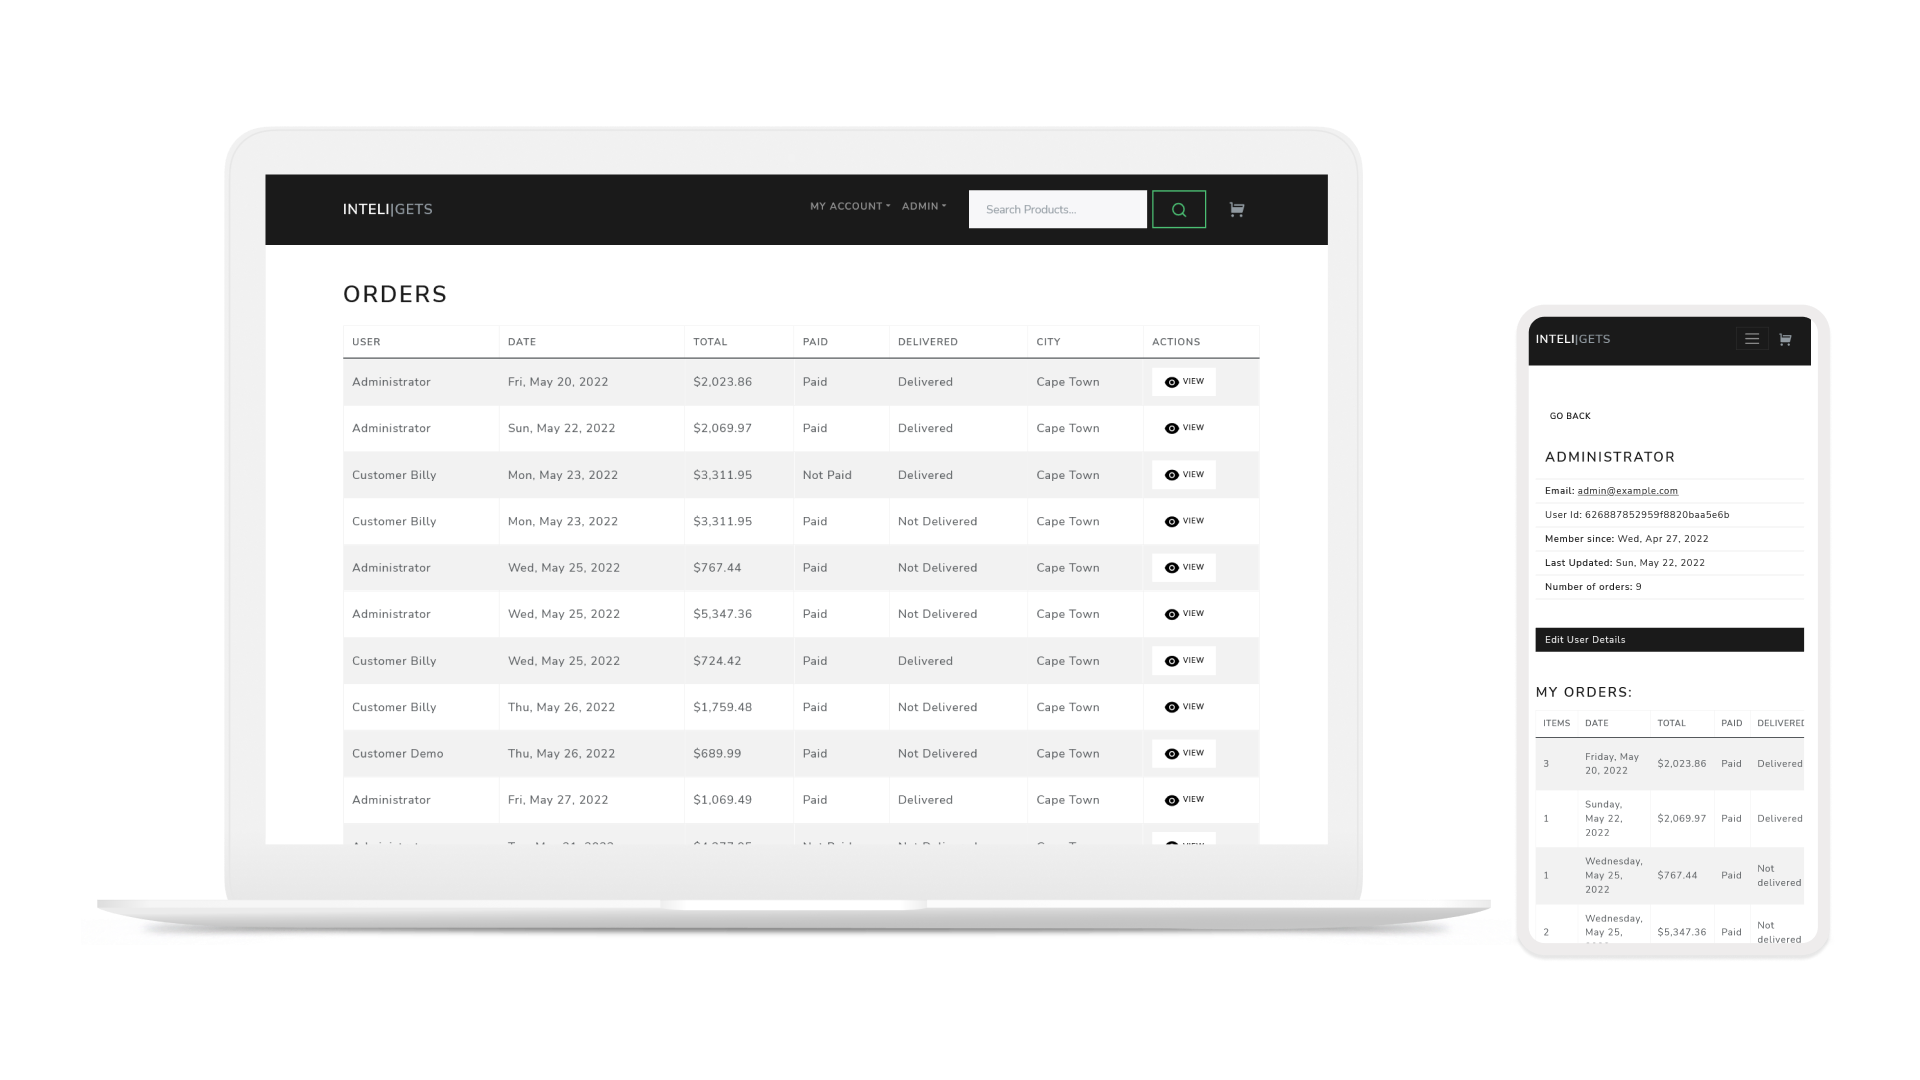 INTELI|GETS
MY ACCOUNT ADMIN Search Products...
ORDERS
USER DATE TOTAL PAID DELIVERED CITY ACTIONS
Administrator Fri, May 20, 2022 $2,023.86 Paid Delivered Cape Town VIEW
Administrator Sun, May 22, 2022 $2,069.97 Paid Delivered Cape Town VIEW
Customer Billy Mon, May 23, 2022 $3,311.95 Not Paid Delivered Cape Town VIEW
Customer Billy Mon, May 23, 2022 $3,311.95 Paid Not Delivered Cape Town VIEW
Administrator Wed, May 25, 2022 $767.44 Paid Not Delivered Cape Town VIEW
Administrator Wed, May 25, 2022 $5,347.36 Paid Not Delivered Cape Town VIEW
Customer Billy Wed, May 25, 2022 $724.42 Paid Delivered Cape Town VIEW
Customer Billy Thu, May 26, 2022 $1,759.48 Paid Not Delivered Cape Town VIEW
Customer Demo Thu, May 26, 2022 $689.99 Paid Not Delivered Cape Town VIEW
Administrator Fri, May 27, 2022 $1,069.49 Paid Delivered Cape Town VIEW
INTELI|GETS
GO BACK
ADMINISTRATOR
Email: admin@example.com
User Id: 626887852959f8820baa5e6b
Member since: Wed, Apr 27, 2022
Last Updated: Sun, May 22, 2022
Number of orders: 9
Edit User Details
MY ORDERS:
ITEMS DATE TOTAL PAID DELIVERED
Friday, May
3 $2,023.86 Paid Delivered
20, 2022
Sunday,
1 May 22, $2,069.97 Paid Delivered
2022
Wednesday, Not
1 May 25, $767.44 Paid delivered
2022
Wednesday, Not
2 May 25, $5,347.36 Paid delivered